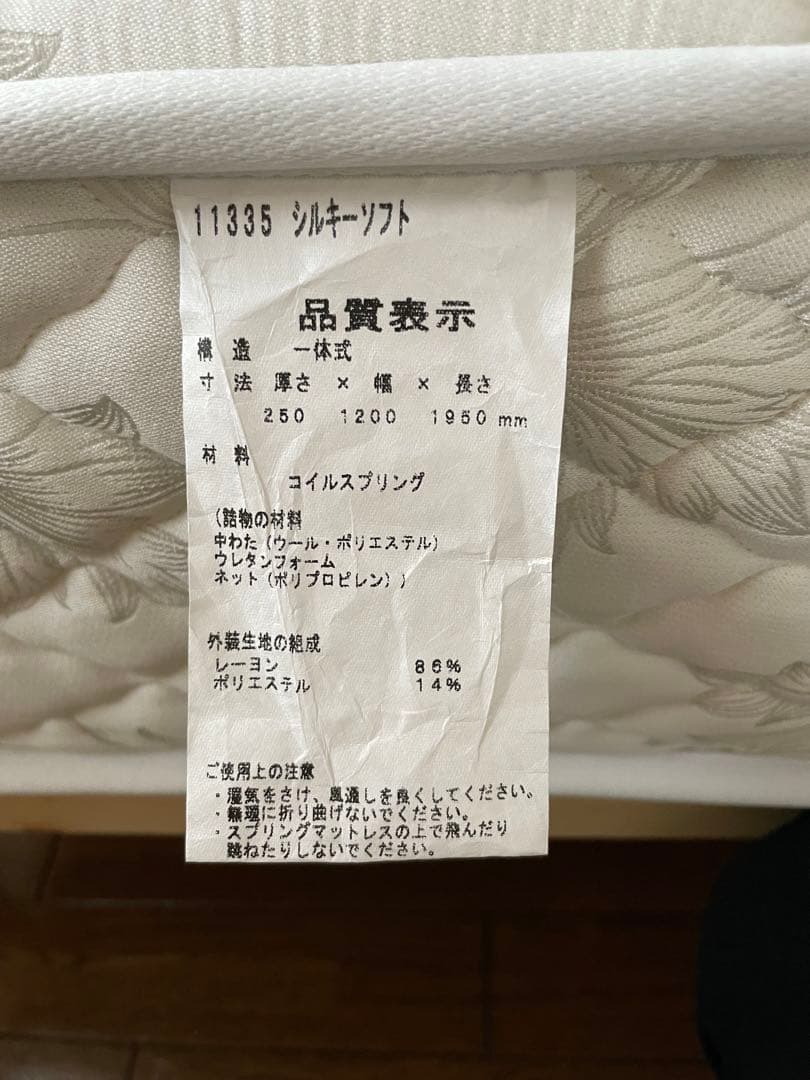 11335 シルキーソフト
品質表示
構 造 一体式
寸 法 厚さ × 幅 × 長さ
250 1200 1950 mm
材 料
コイルスプリング
(詰物の材料
中わた(ウール・ポリエステル)
ウレタンフォーム
ネット(ポリプロピレン))
外装生地の組成
レーヨン 86%
ポリエステル 14%
ご使用上の注意
・湿気をさけ、風通しを良くしてください。
・無理に折り曲げないでください。
・スプリングマットレスの上で飛んだり
跳ねたりしないでください。